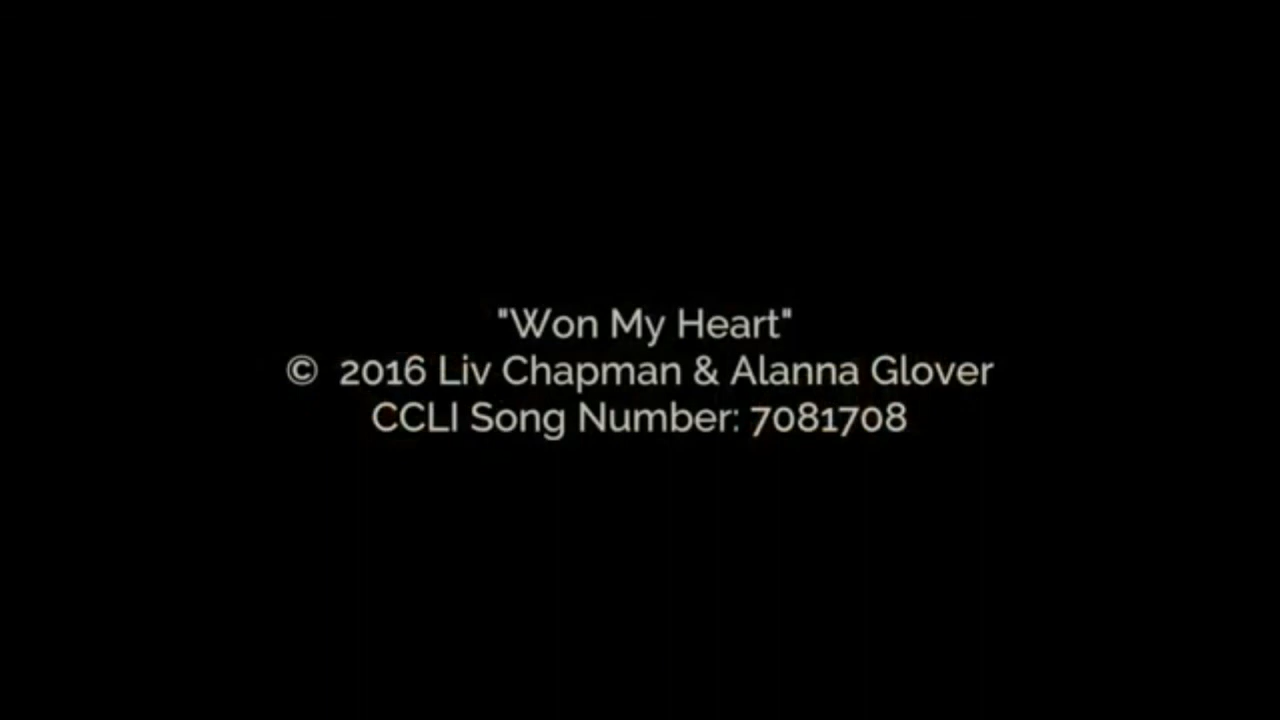 "Won My Heart"
© 2016 Liv Chapman & Alanna Glover
CCLI Song Number: 7081708